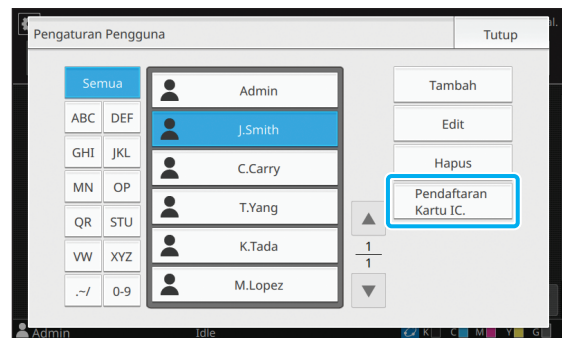 Pengaturan Pengguna
Tutup
Semua
ABC DEF
GHI JKL
MN OP
QR STU
VW XYZ
.~/ 0-9
Admin
J.Smith
C.Carry
T.Yang
K.Tada
M.Lopez
1
1
Tambah
Edit
Hapus
Pendaftaran
Kartu IC.
Admin Idle K C M Y G